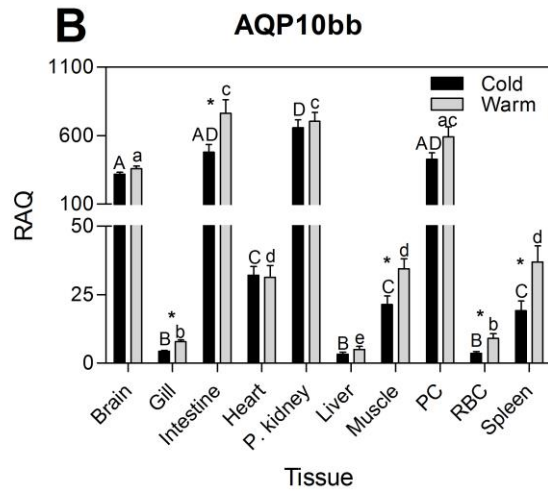 B
AQP10bb
1100
600
100
50
25
0
RAQ
Cold
Warm
A a
B b *
AD c *
C d
D c
B e
C d *
AD ac
B b *
C d *
Brain
Gill
Intestine
Heart
P. kidney
Liver
Muscle
PC
RBC
Spleen
Tissue